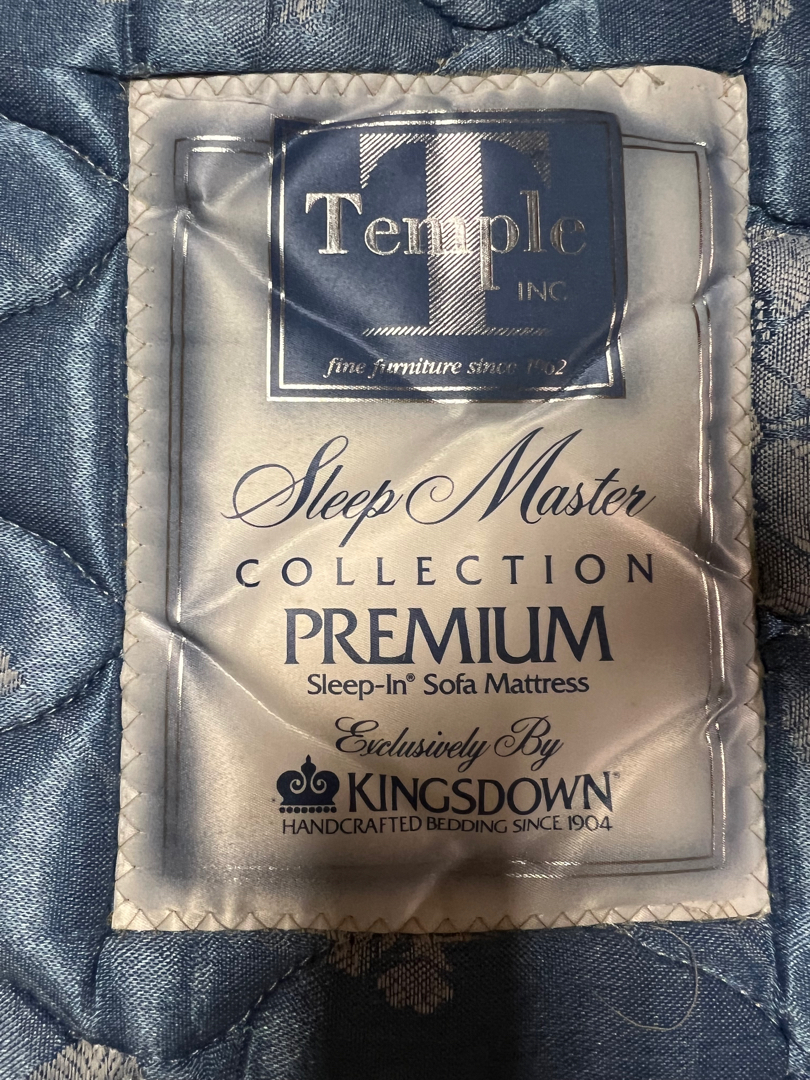 T
Temple
INC.
fine furniture since 1962
Sleep Master
COLLECTION
PREMIUM
Sleep-In® Sofa Mattress
Exclusively By
KINGSDOWN®
HANDCRAFTED BEDDING SINCE 1904